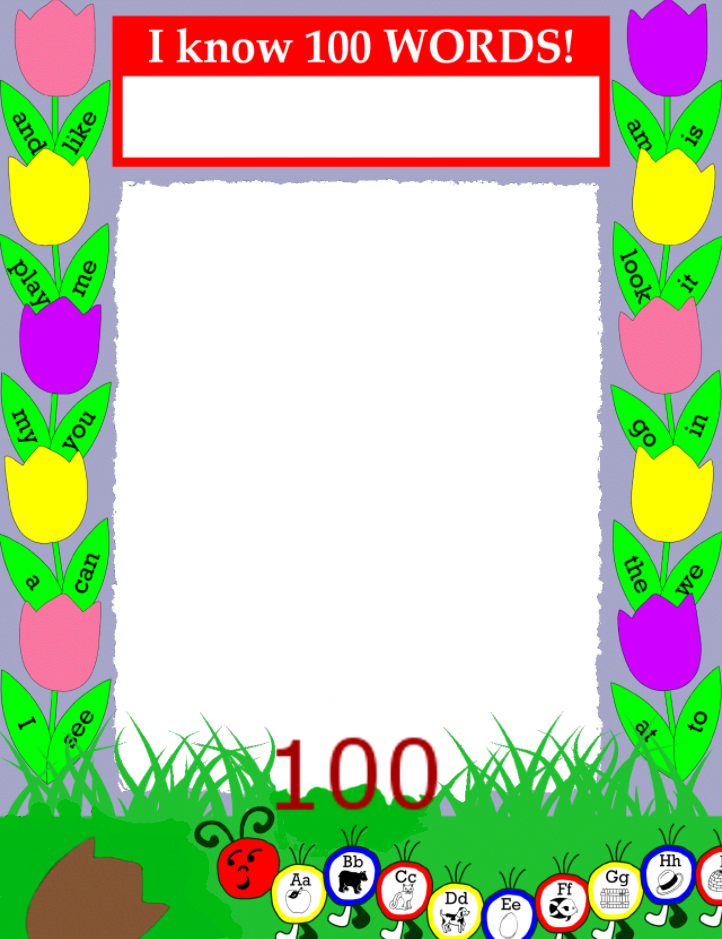 I know 100 WORDS!
and like
am is
play me
look it
my you
go in
a can
the we
I see
at to
100
Aa
Bb
Cc
Dd
Ee
Ff
Gg
Hh